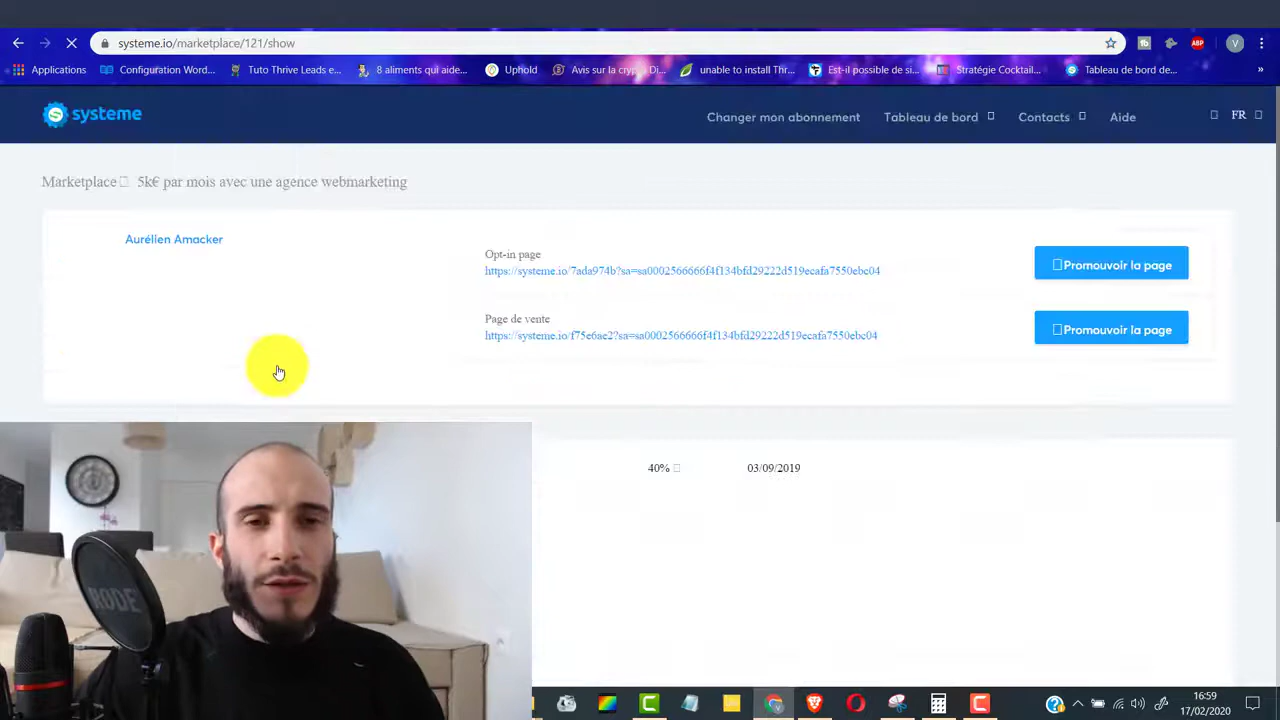 systeme.io/marketplace/121/show
Applications Configuration Word... Tuto Thrive Leads e... 8 aliments qui aide... Uphold Avis sur la crypto Di... unable to install Thr... Est-il possible de si... Stratégie Cocktail... Tableau de bord de... »
systeme Changer mon abonnement Tableau de bord Contacts Aide FR
Marketplace 5k€ par mois avec une agence webmarketing
Aurélien Amacker
Opt-in page
https://systeme.io/7ada974b?sa=sa0002566666f4f134bfd29222d519ecafa7550ebc04
Promouvoir la page
Page de vente
https://systeme.io/f75e6ae2?sa=sa0002566666f4f134bfd29222d519ecafa7550ebc04
Promouvoir la page
40% 03/09/2019
RØDE
16:59
17/02/2020